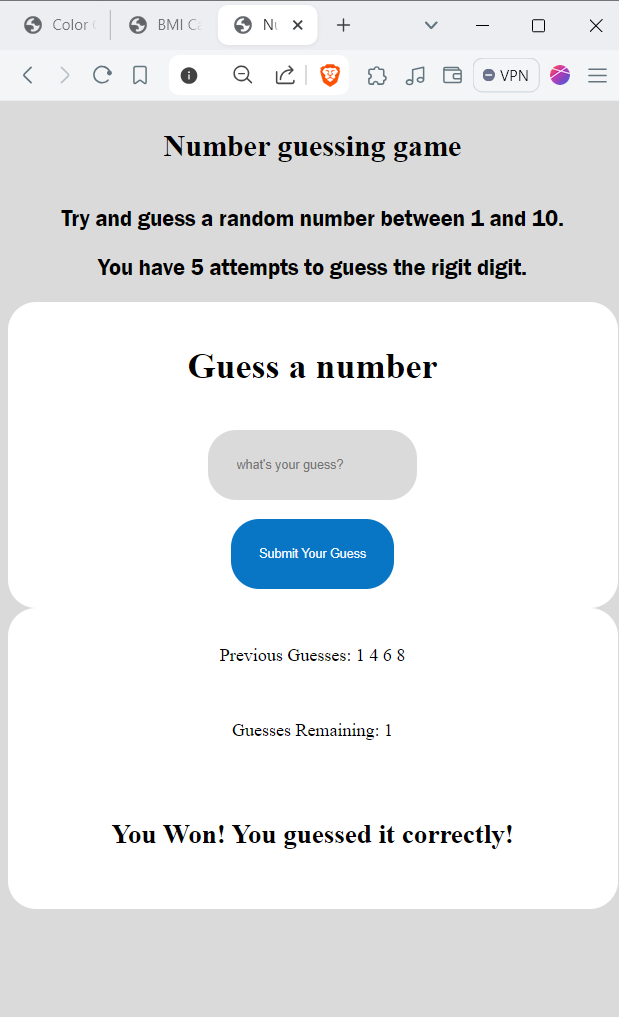 Color
BMI Ca
Nu
VPN
Number guessing game
Try and guess a random number between 1 and 10.
You have 5 attempts to guess the rigit digit.
Guess a number
what's your guess?
Submit Your Guess
Previous Guesses: 1 4 6 8
Guesses Remaining: 1
You Won! You guessed it correctly!